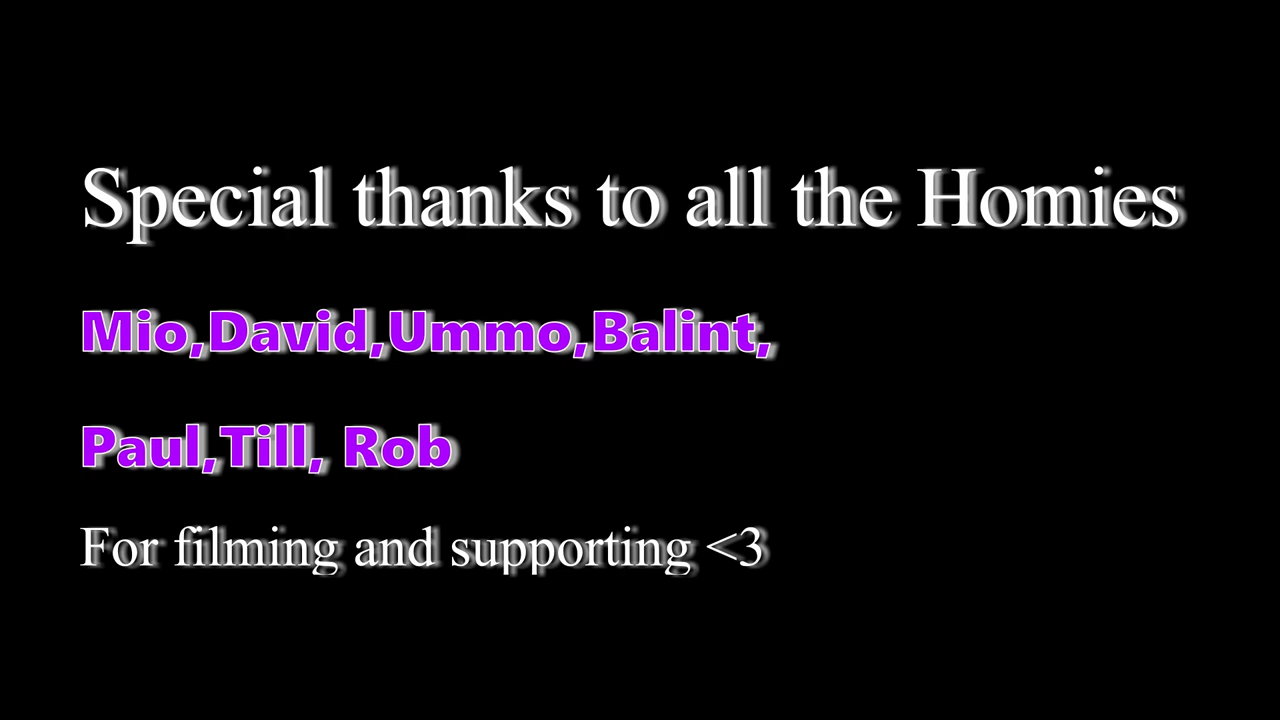 Special thanks to all the Homies
Mio,David,Ummo,Balint,
Paul,Till, Rob
For filming and supporting <3